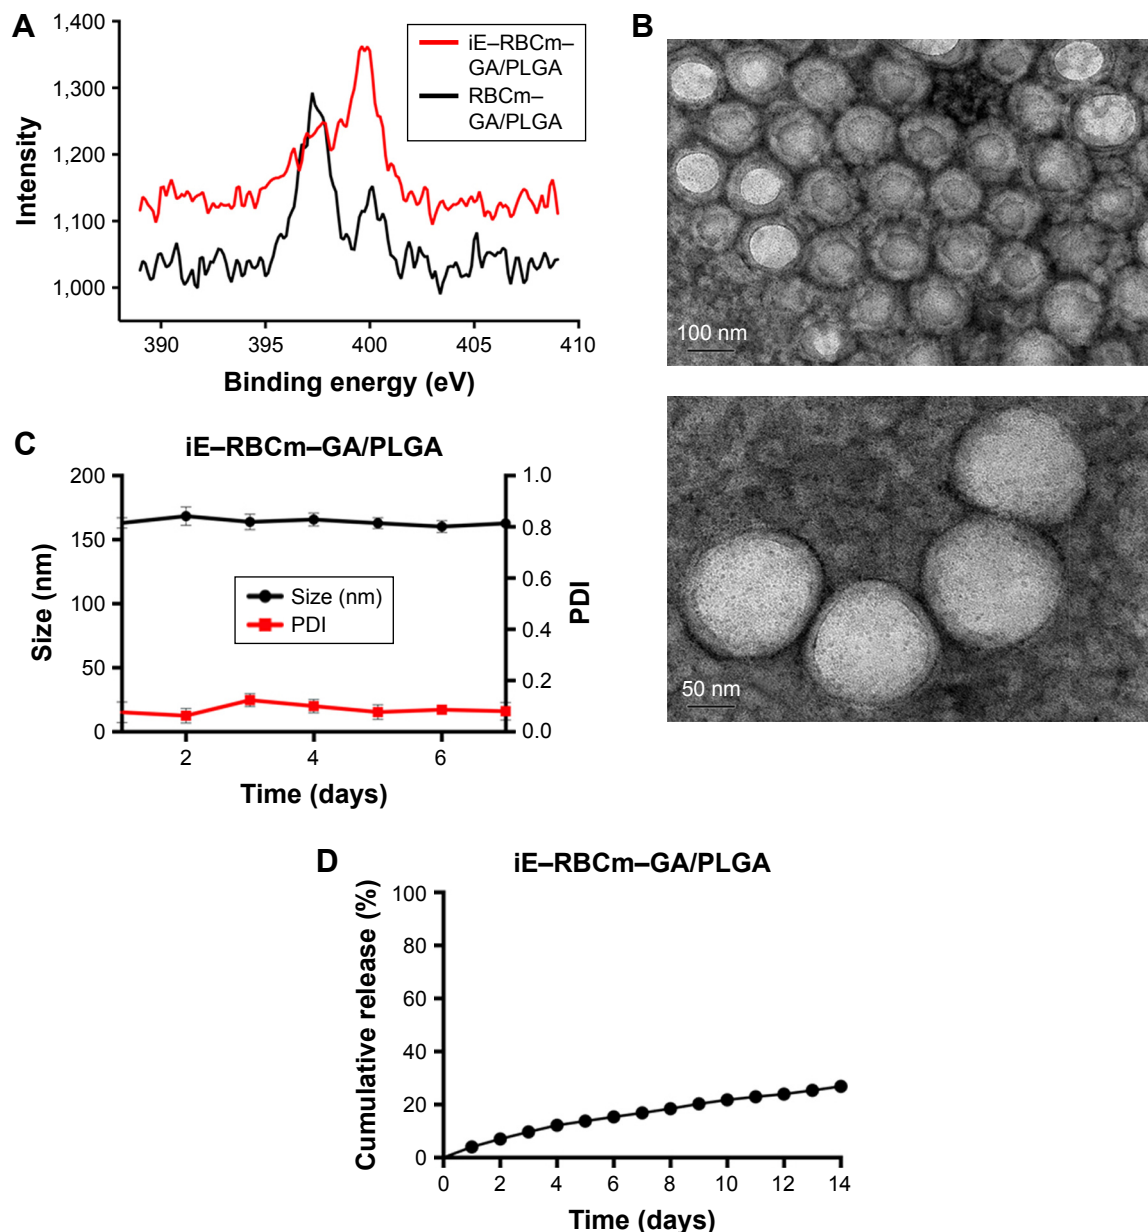 A
1,400
1,300
1,200
1,100
1,000
Intensity
390
395
400
405
410
Binding energy (eV)
iE–RBCm–
GA/PLGA
RBCm–
GA/PLGA
B
100 nm
50 nm
C
iE–RBCm–GA/PLGA
200
150
100
50
0
Size (nm)
1.0
0.8
0.6
0.4
0.2
0.0
PDI
Size (nm)
PDI
2
4
6
Time (days)
D
iE–RBCm–GA/PLGA
100
80
60
40
20
0
Cumulative release (%)
0
2
4
6
8
10
12
14
Time (days)